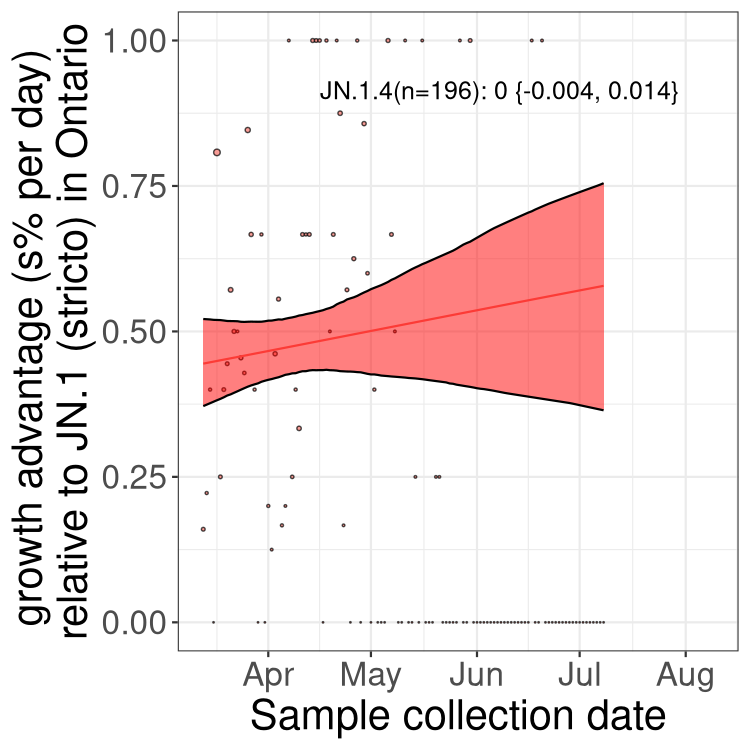 growth advantage (s% per day)
relative to JN.1 (stricto) in Ontario
1.00
0.75
0.50
0.25
0.00
JN.1.4(n=196): 0 {-0.004, 0.014}
Apr May Jun Jul Aug
Sample collection date